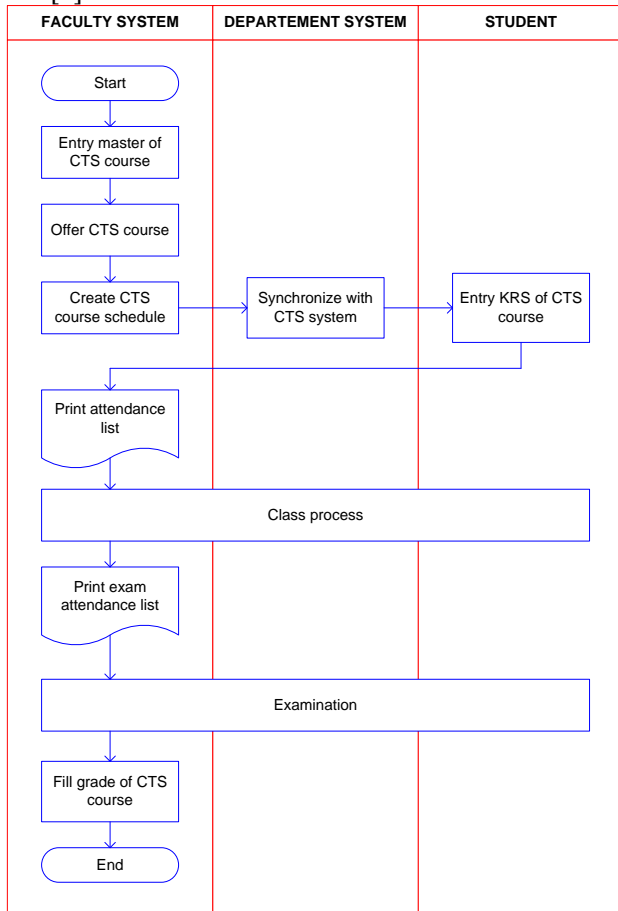 FACULTY SYSTEM
DEPARTEMENT SYSTEM
STUDENT
Start
Entry master of
CTS course
Offer CTS course
Create CTS
course schedule
Synchronize with
CTS system
Entry KRS of CTS
course
Print attendance
list
Class process
Print exam
attendance list
Examination
Fill grade of CTS
course
End